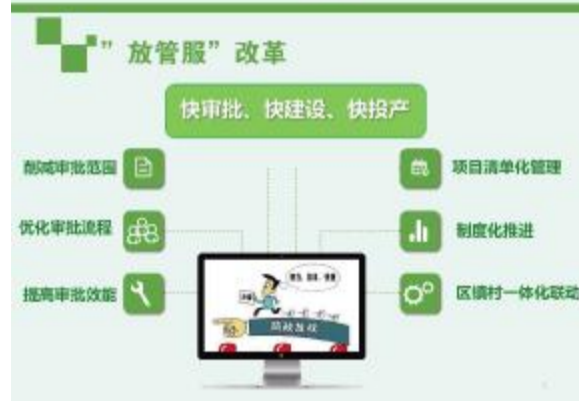 ”放管服”改革
快审批、快建设、快投产
削减审批范围
项目清单化管理
优化审批流程
制度化推进
提高审批效能
区镇村一体化联动
简政放权